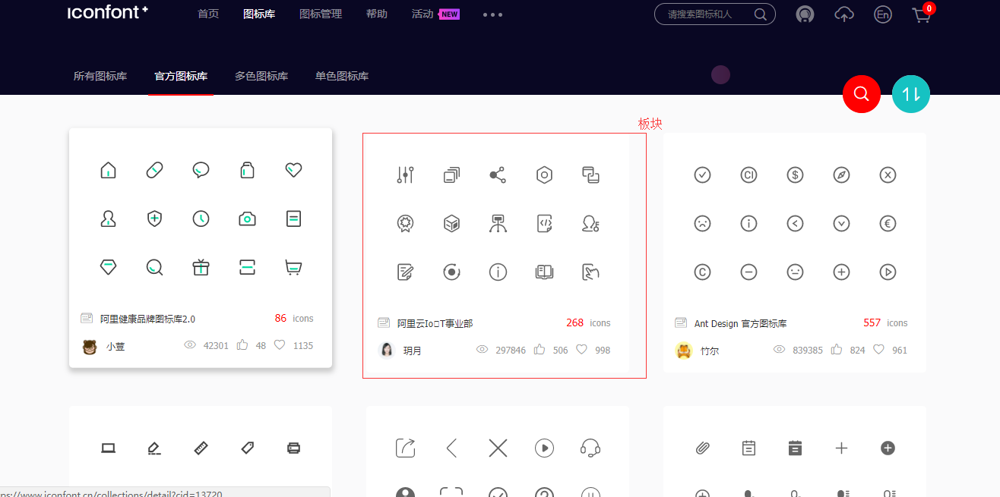 iconfont+
首页 图标库 图标管理 帮助 活动 NEW
请搜索图标和人
En
0
所有图标库 官方图标库 多色图标库 单色图标库
板块
阿里健康品牌图标库2.0 86 icons
小萱 42301 48 1135
阿里云Io□T事业部 268 icons
玥月 297846 506 998
Ant Design 官方图标库 557 icons
竹尔 839385 824 961
ps://www.iconfont.cn/collections/detail?cid=13720